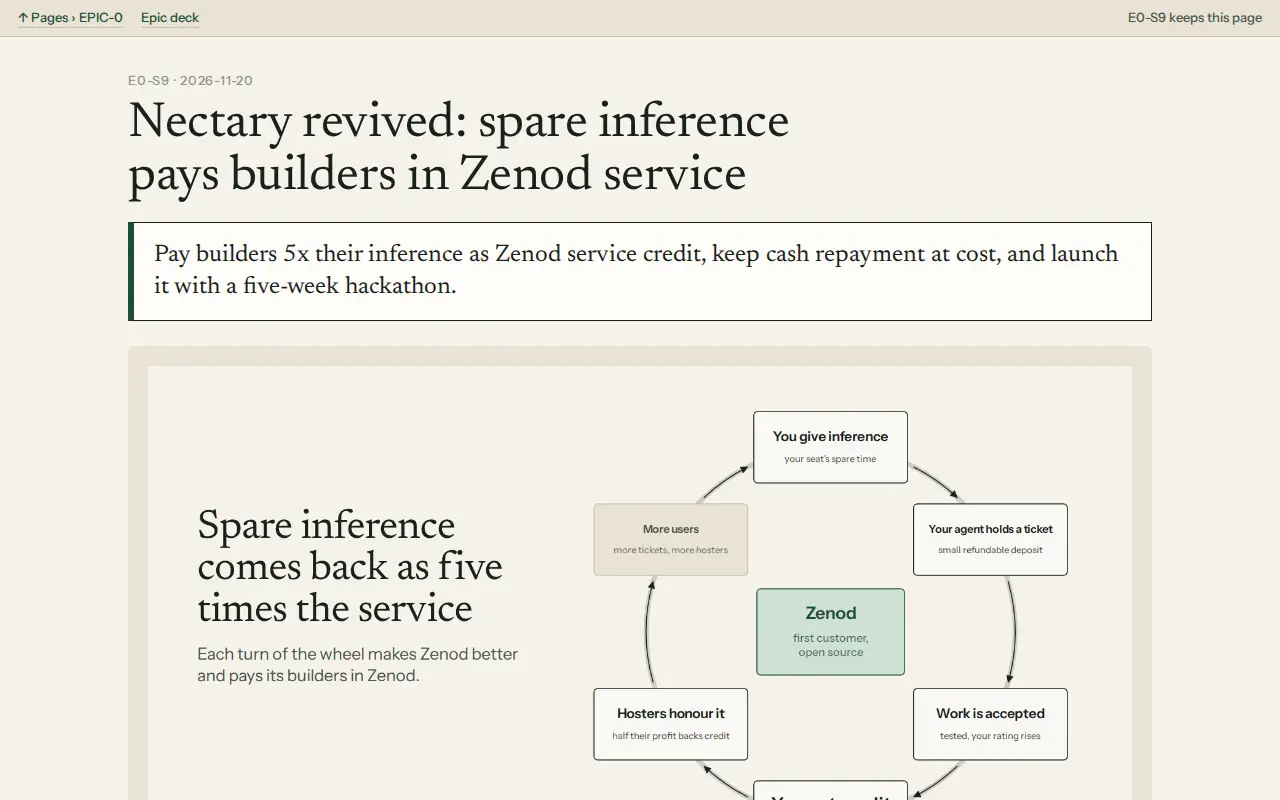 ↑ Pages › EPIC-0
Epic deck
E0-S9 keeps this page
E0-S9 · 2026-11-20
Nectary revived: spare inference
pays builders in Zenod service
Pay builders 5x their inference as Zenod service credit, keep cash repayment at cost, and launch
it with a five-week hackathon.
Spare inference
comes back as five
times the service
Each turn of the wheel makes Zenod better
and pays its builders in Zenod.
You give inference
your seat's spare time
Your agent holds a ticket
small refundable deposit
Work is accepted
tested, your rating rises
Hosters honour it
half their profit backs credit
More users
more tickets, more hosters
Zenod
first customer,
open source